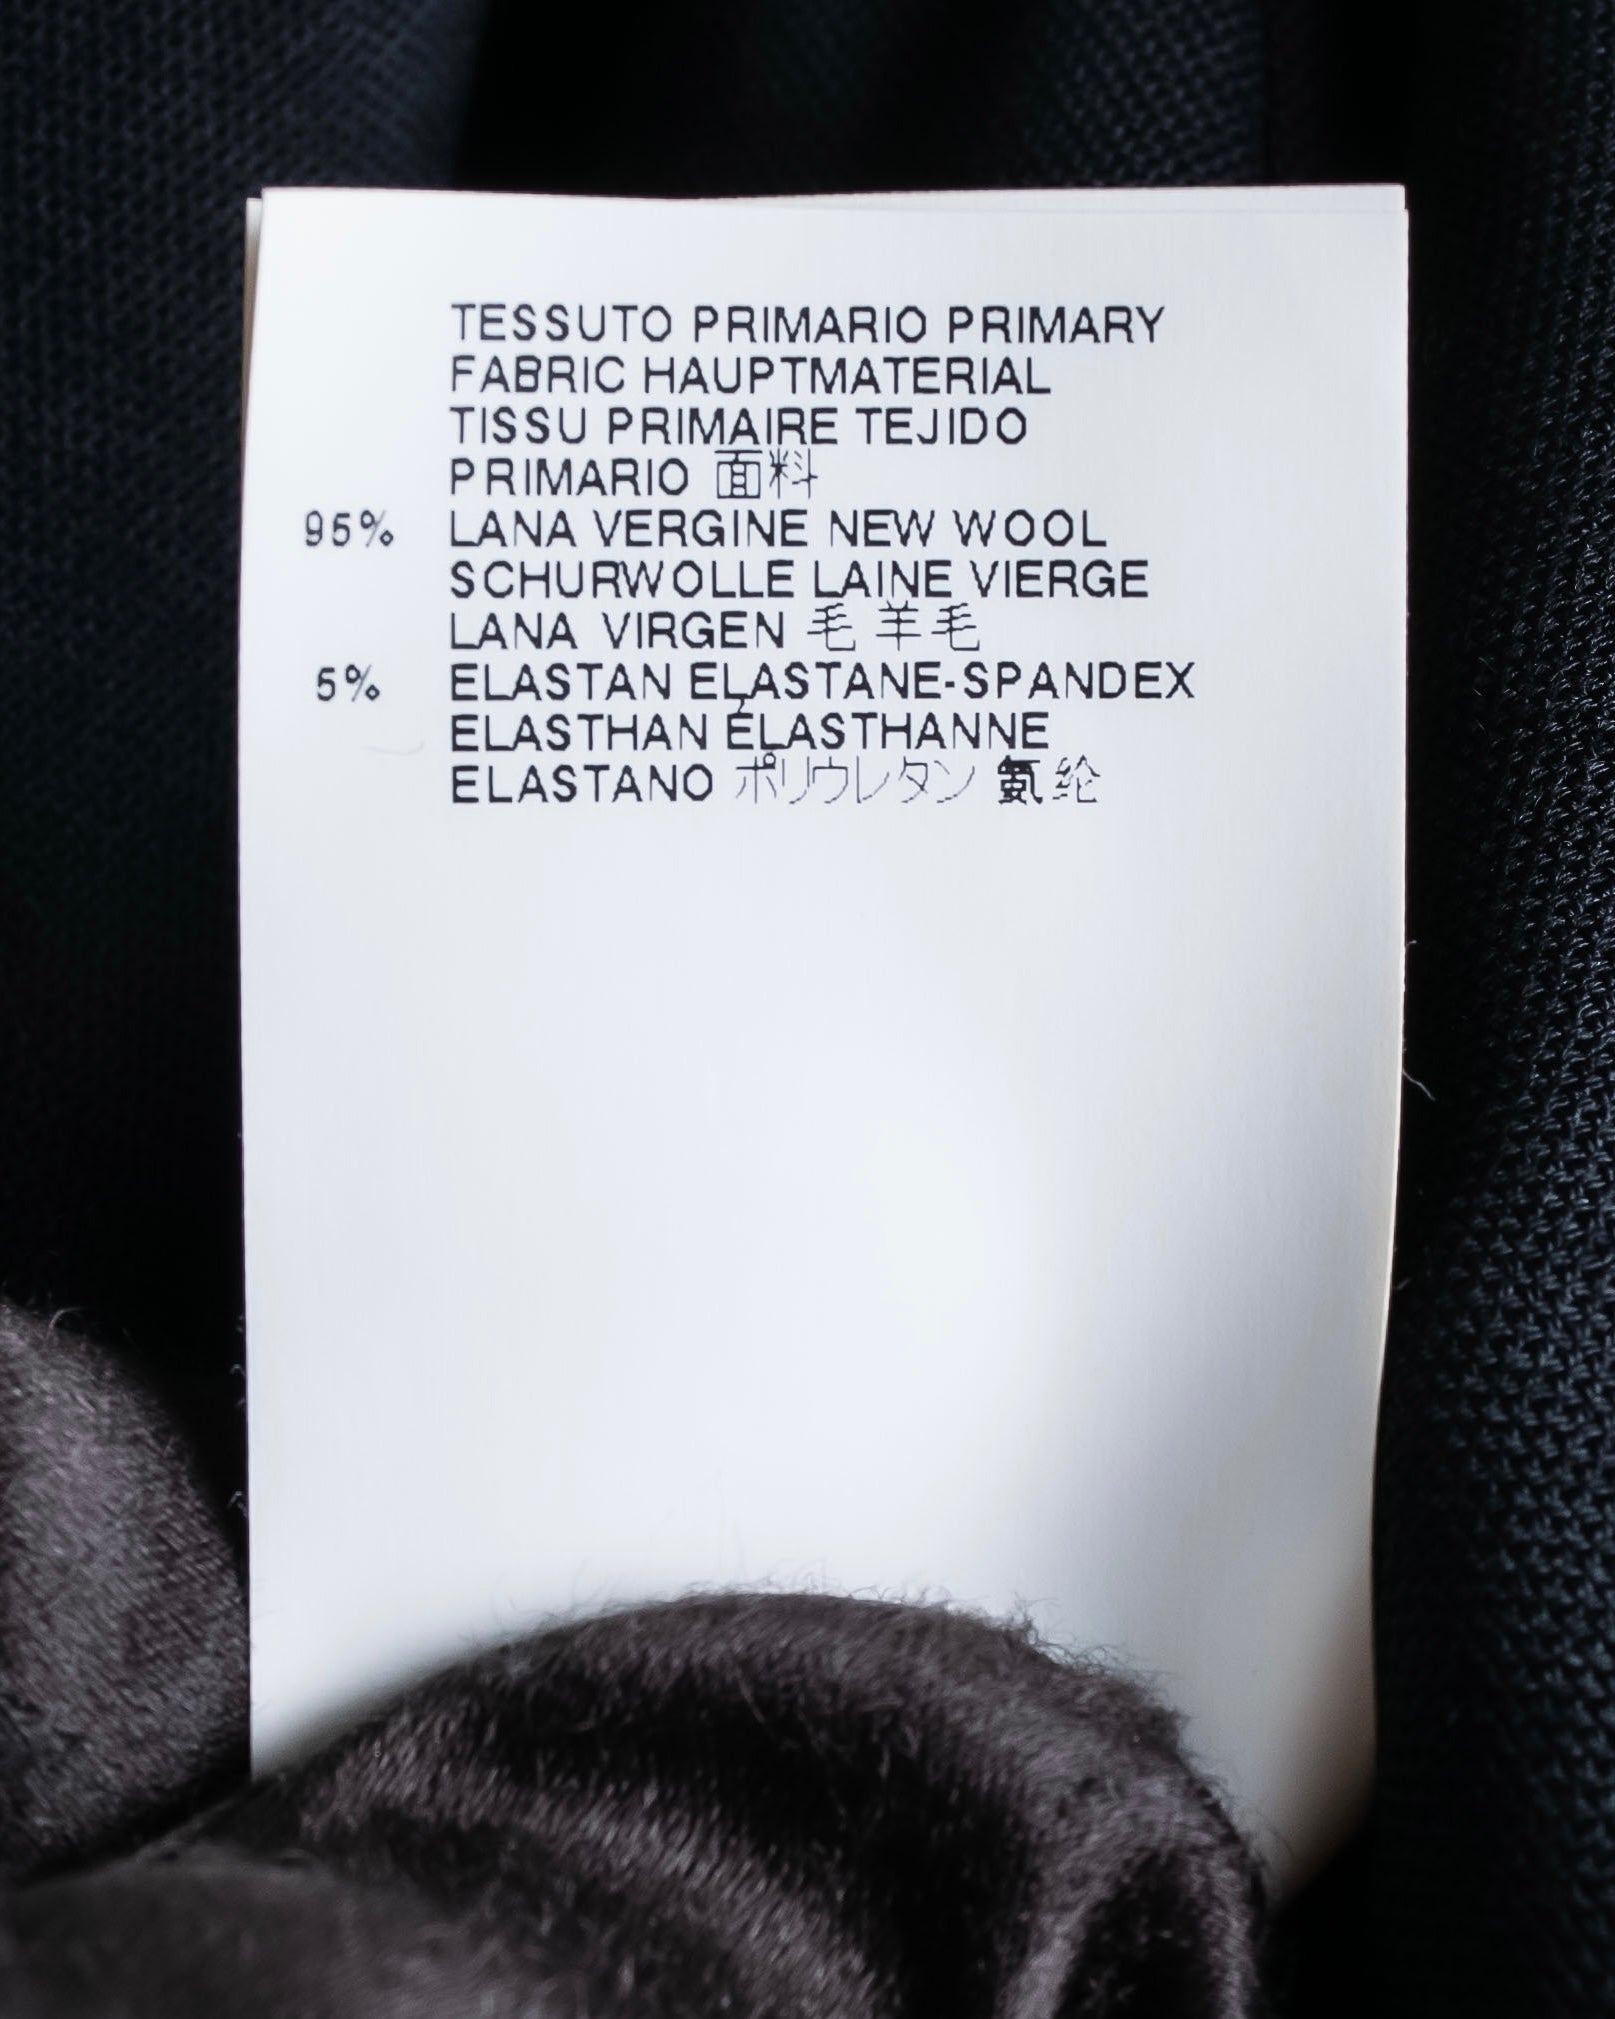 TESSUTO PRIMARIO PRIMARY
FABRIC HAUPTMATERIAL
TISSU PRIMAIRE TEJIDO
PRIMARIO 面料
95% LANA VERGINE NEW WOOL
SCHURWOLLE LAINE VIERGE
LANA VIRGEN 毛 羊毛
5% ELASTAN ELASTANE-SPANDEX
ELASTHAN ÉLASTHANNE
ELASTANO ポリウレタン 氨纶